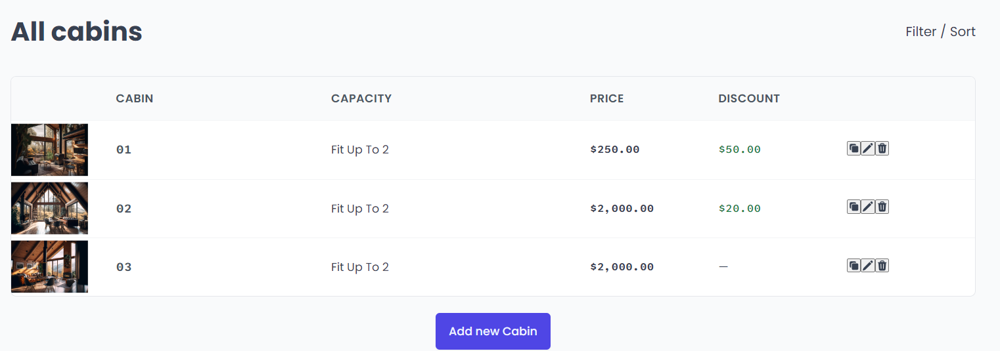 All cabins
Filter / Sort
CABIN CAPACITY PRICE DISCOUNT
01 Fit Up To 2 $250.00 $50.00
02 Fit Up To 2 $2,000.00 $20.00
03 Fit Up To 2 $2,000.00 —
Add new Cabin